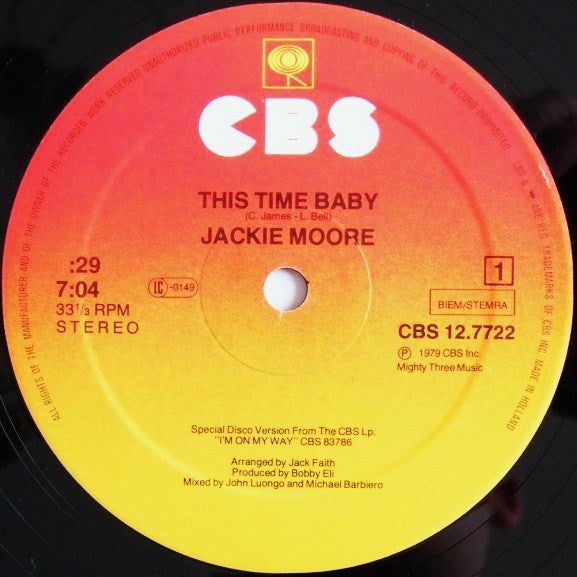 ALL RIGHTS OF THE MANUFACTURER AND OF THE OWNER OF THE RECORDED WORK RESERVED UNAUTHORIZED PUBLIC PERFORMANCE BROADCASTING AND COPYING OF THIS RECORD PROHIBITED
CBS & ARE REG. TRADEMARKS OF CBS INC. MADE IN HOLLAND
CBS
THIS TIME BABY
(C. James - L. Bell)
JACKIE MOORE
:29
7:04
33 1/3 RPM
STEREO
LC -0149
1
BIEM/STEMRA
CBS 12.7722
℗ 1979 CBS Inc.
Mighty Three Music
Special Disco Version From The CBS Lp:
"I'M ON MY WAY" CBS 83786
Arranged by Jack Faith
Produced by Bobby Eli
Mixed by John Luongo and Michael Barbiero